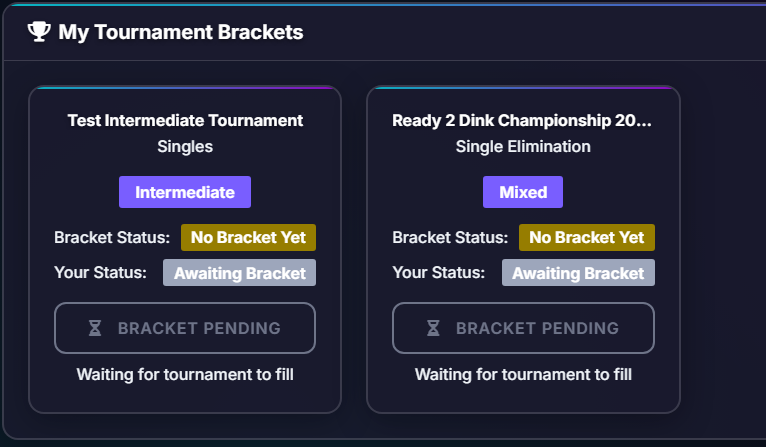 My Tournament Brackets
Test Intermediate Tournament
Singles
Intermediate
Bracket Status: No Bracket Yet
Your Status: Awaiting Bracket
BRACKET PENDING
Waiting for tournament to fill
Ready 2 Dink Championship 20...
Single Elimination
Mixed
Bracket Status: No Bracket Yet
Your Status: Awaiting Bracket
BRACKET PENDING
Waiting for tournament to fill